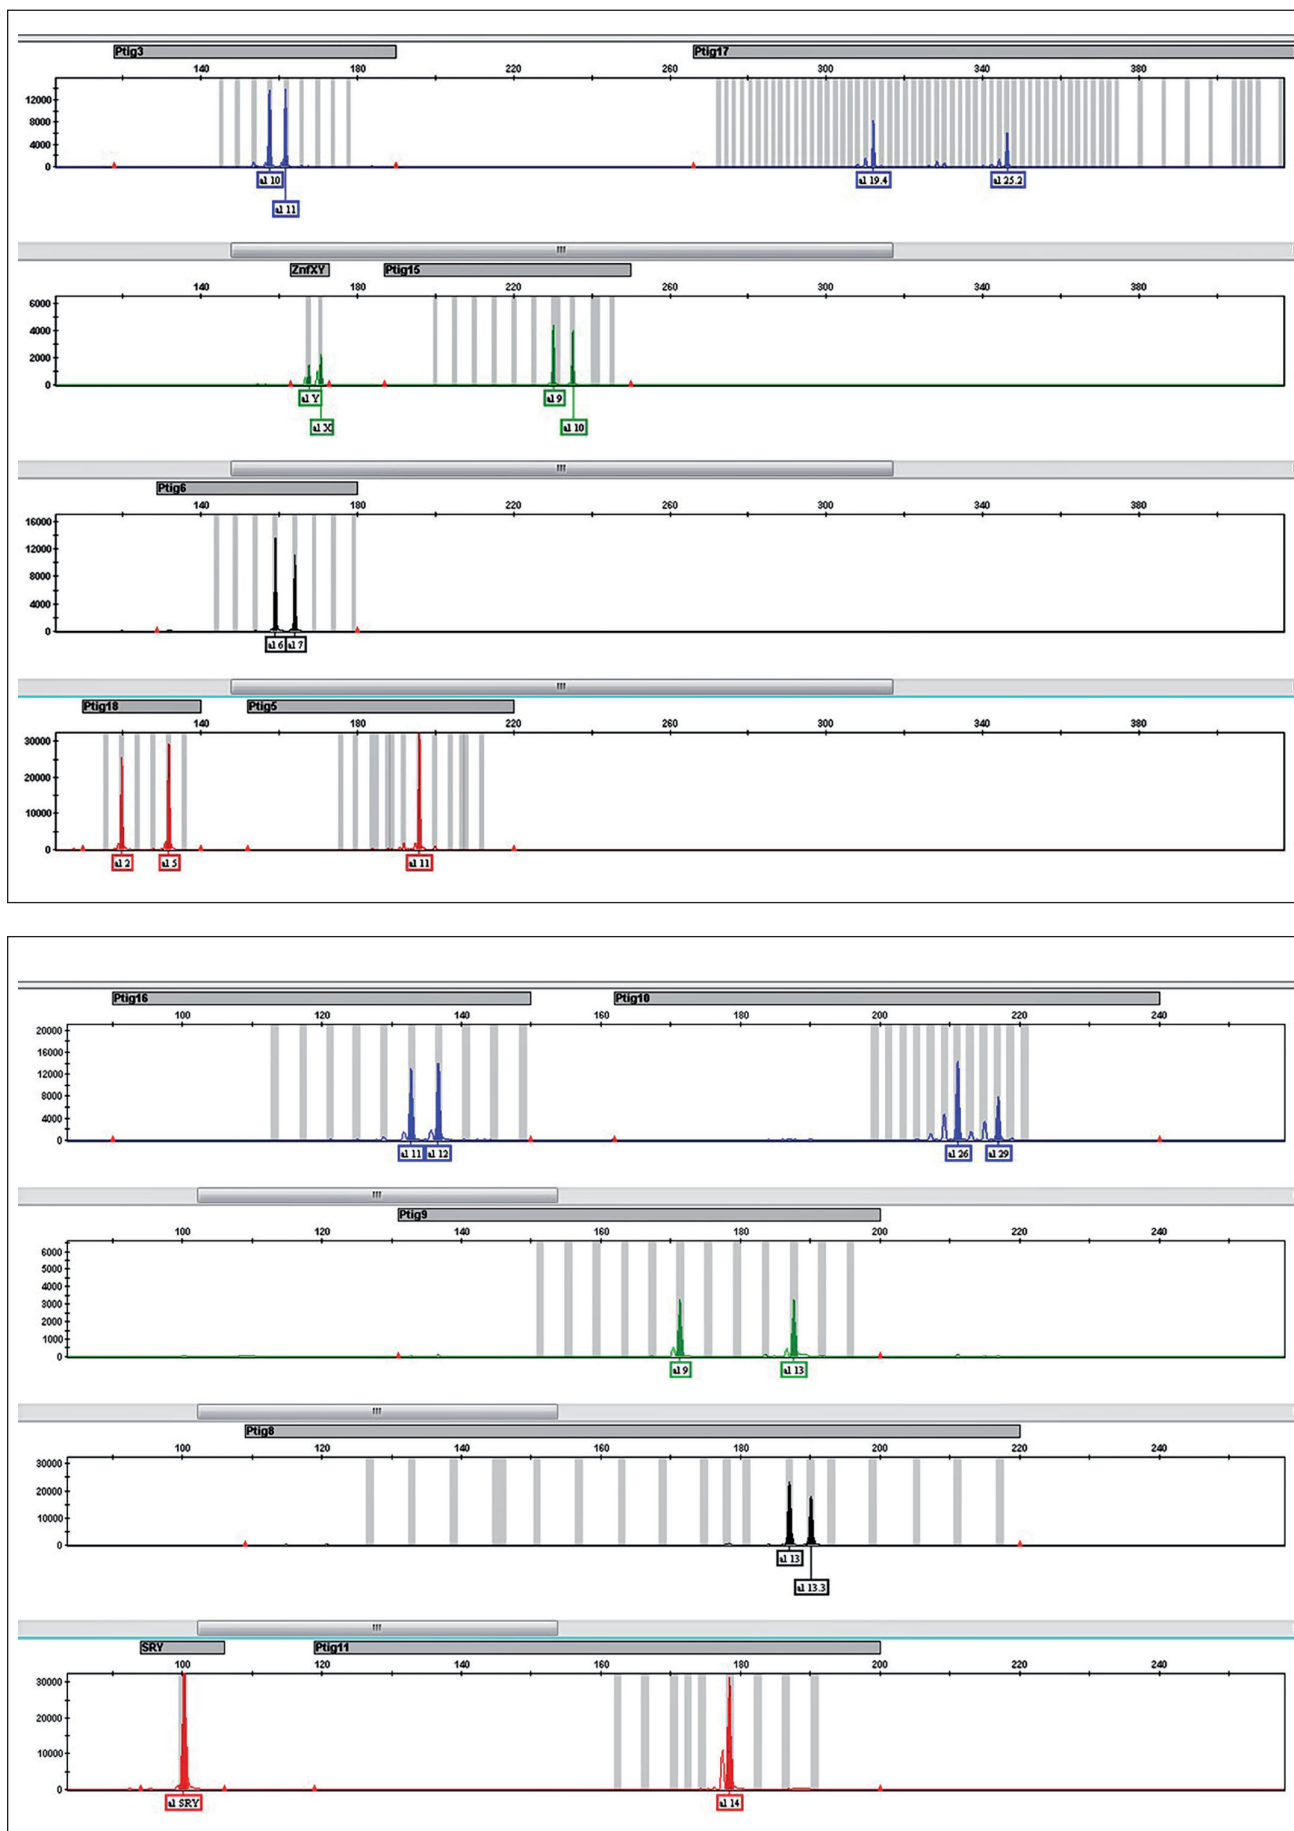 Ptig3 Ptig17
140 180 220 260 300 340 380
12000
8000
4000
0
al 10 al 19.4 al 25.2
al 11
ZnfXY Ptig15
140 180 220 260 300 340 380
6000
4000
2000
0
al Y al 9
al X al 10
Ptig6
140 180 220 260 300 340 380
16000
12000
8000
4000
0
al 6 al 7
Ptig18 Ptig5
140 180 220 260 300 340 380
30000
20000
10000
0
al 2 al 5 al 11
Ptig16 Ptig10
100 120 140 160 180 200 220 240
20000
16000
12000
8000
4000
0
al 11 al 12 al 26 al 29
Ptig9
100 120 140 160 180 200 220 240
6000
5000
4000
3000
2000
1000
0
al 9 al 13
Ptig8
100 120 140 160 180 200 220 240
30000
20000
10000
0
al 13
al 13.3
SRY Ptig11
100 120 140 160 180 200 220 240
30000
20000
10000
0
al SRY al 14